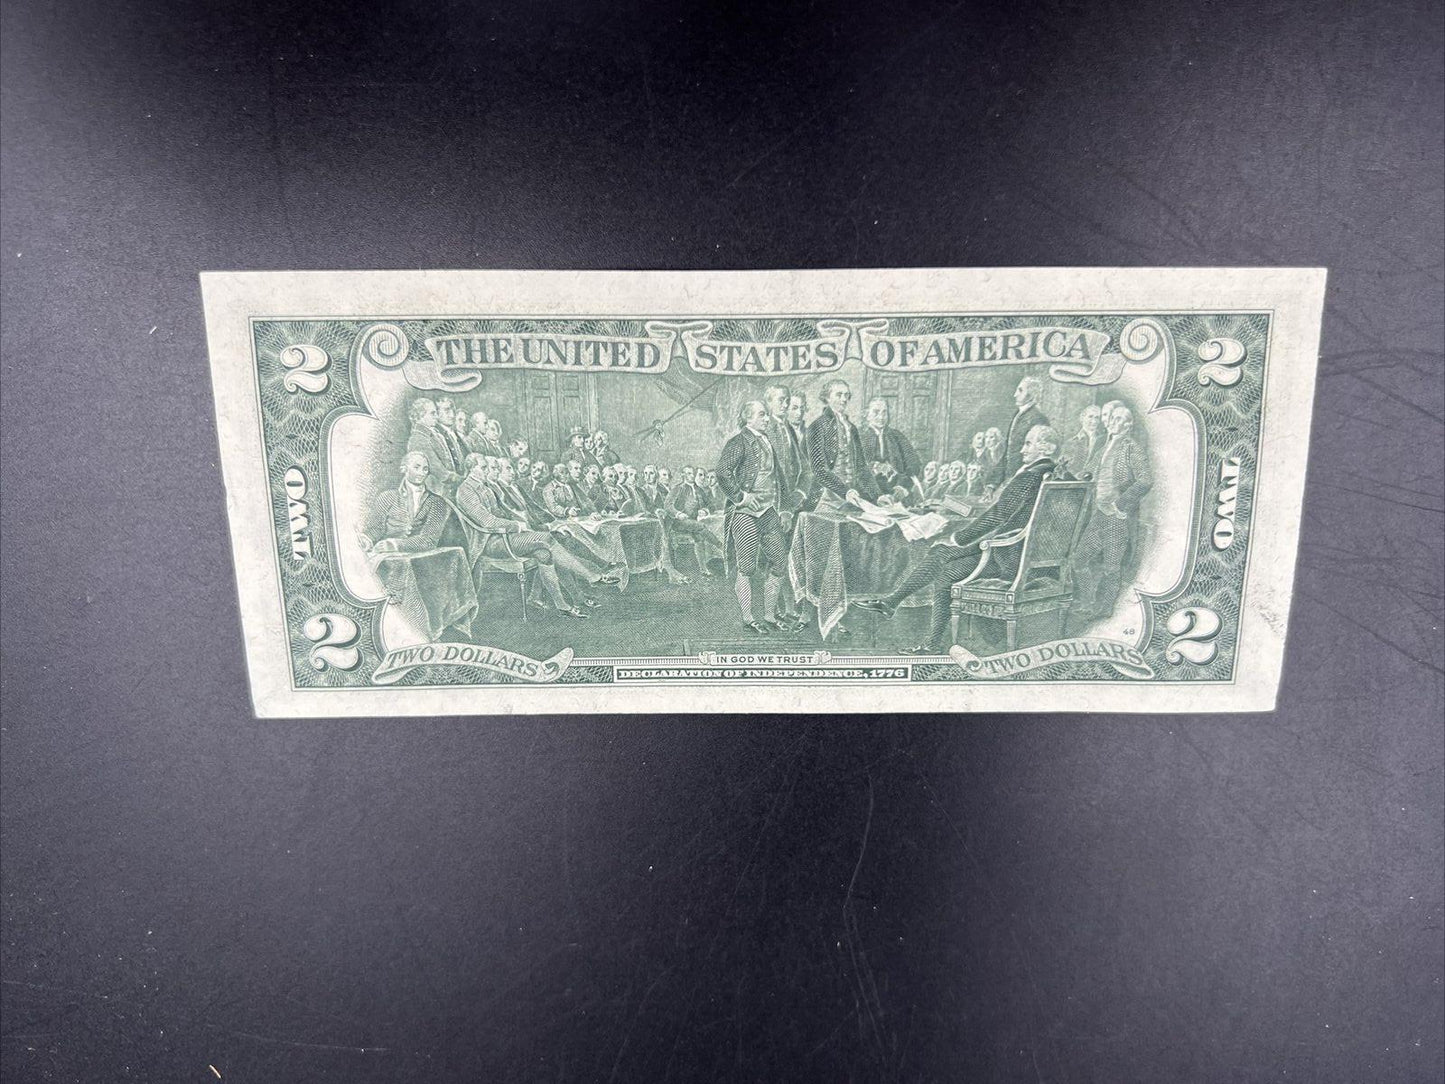 THE UNITED STATES OF AMERICA
2
2
TWO
TWO
2
2
48
TWO DOLLARS
IN GOD WE TRUST
TWO DOLLARS
DECLARATION OF INDEPENDENCE, 1776